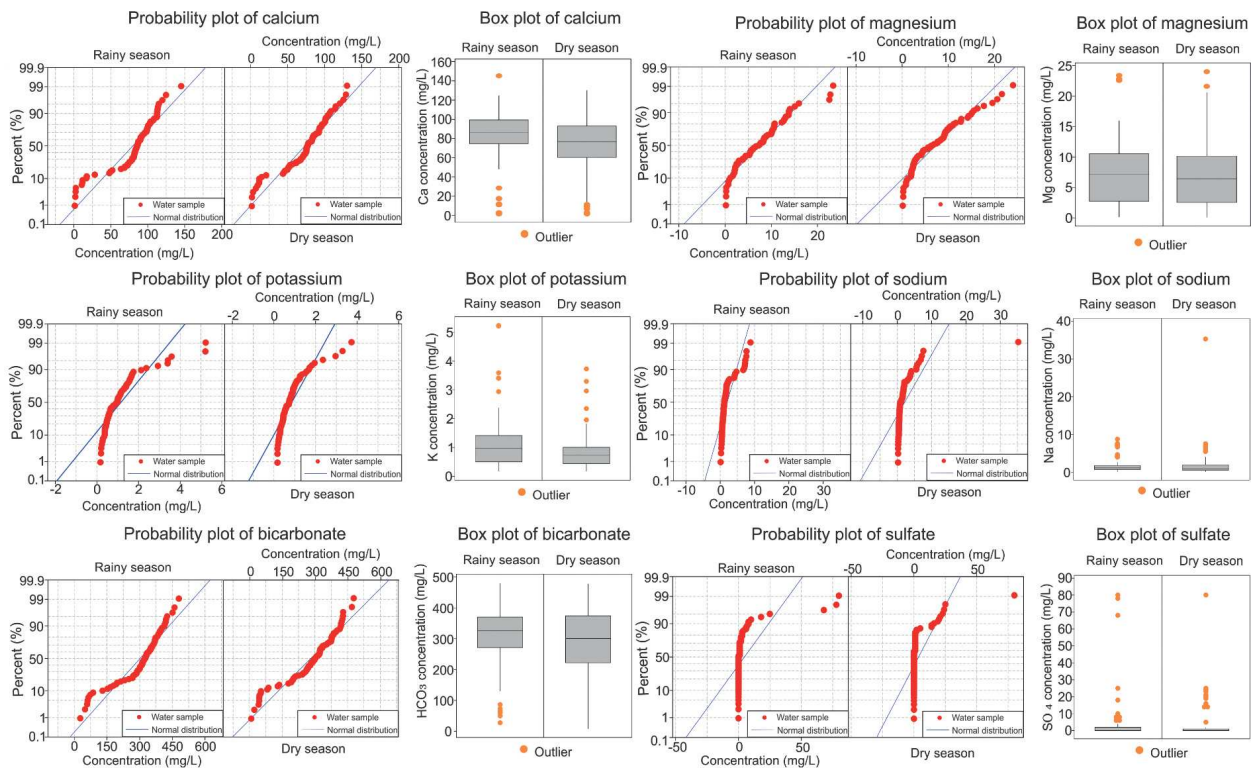 Probability plot of calcium
Concentration (mg/L)
Rainy season
0 50 100 150 200
99.9
99
90
50
10
1
0.1
Percent (%)
Water sample
Normal distribution
Water sample
Normal distribution
0 50 100 150 200
Dry season
Concentration (mg/L)
Box plot of calcium
Rainy season Dry season
Ca concentration (mg/L)
160
140
120
100
80
60
40
20
0
Outlier
Probability plot of magnesium
Concentration (mg/L)
Rainy season
-10 0 10 20
99.9
99
90
50
10
1
0.1
Percent (%)
Water sample
Normal distribution
Water sample
Normal distribution
-10 0 10 20
Dry season
Concentration (mg/L)
Box plot of magnesium
Rainy season Dry season
Mg concentration (mg/L)
25
20
15
10
5
0
Outlier
Probability plot of potassium
Concentration (mg/L)
Rainy season
-2 0 2 4 6
99.9
99
90
50
10
1
0.1
Percent (%)
Water sample
Normal distribution
Water sample
Normal distribution
-2 0 2 4 6
Dry season
Concentration (mg/L)
Box plot of potassium
Rainy season Dry season
K concentration (mg/L)
5
4
3
2
1
0
Outlier
Probability plot of sodium
Concentration (mg/L)
Rainy season
-10 0 10 20 30
99.9
99
90
50
10
1
0.1
Percent (%)
Water sample
Normal distribution
Water sample
Normal distribution
-10 0 10 20 30
Dry season
Concentration (mg/L)
Box plot of sodium
Rainy season Dry season
Na concentration (mg/L)
40
30
20
10
0
Outlier
Probability plot of bicarbonate
Concentration (mg/L)
Rainy season
0 150 300 450 600
99.9
99
90
50
10
1
0.1
Percent (%)
Water sample
Normal distribution
Water sample
Normal distribution
0 150 300 450 600
Dry season
Concentration (mg/L)
Box plot of bicarbonate
Rainy season Dry season
HCO₃ concentration (mg/L)
500
400
300
200
100
0
Outlier
Probability plot of sulfate
Concentration (mg/L)
Rainy season
-50 0 50
99.9
99
90
50
10
1
0.1
Percent (%)
Water sample
Normal distribution
Water sample
Normal distribution
-50 0 50
Dry season
Concentration (mg/L)
Box plot of sulfate
Rainy season Dry season
SO 4 concentration (mg/L)
90
80
70
60
50
40
30
20
10
0
Outlier